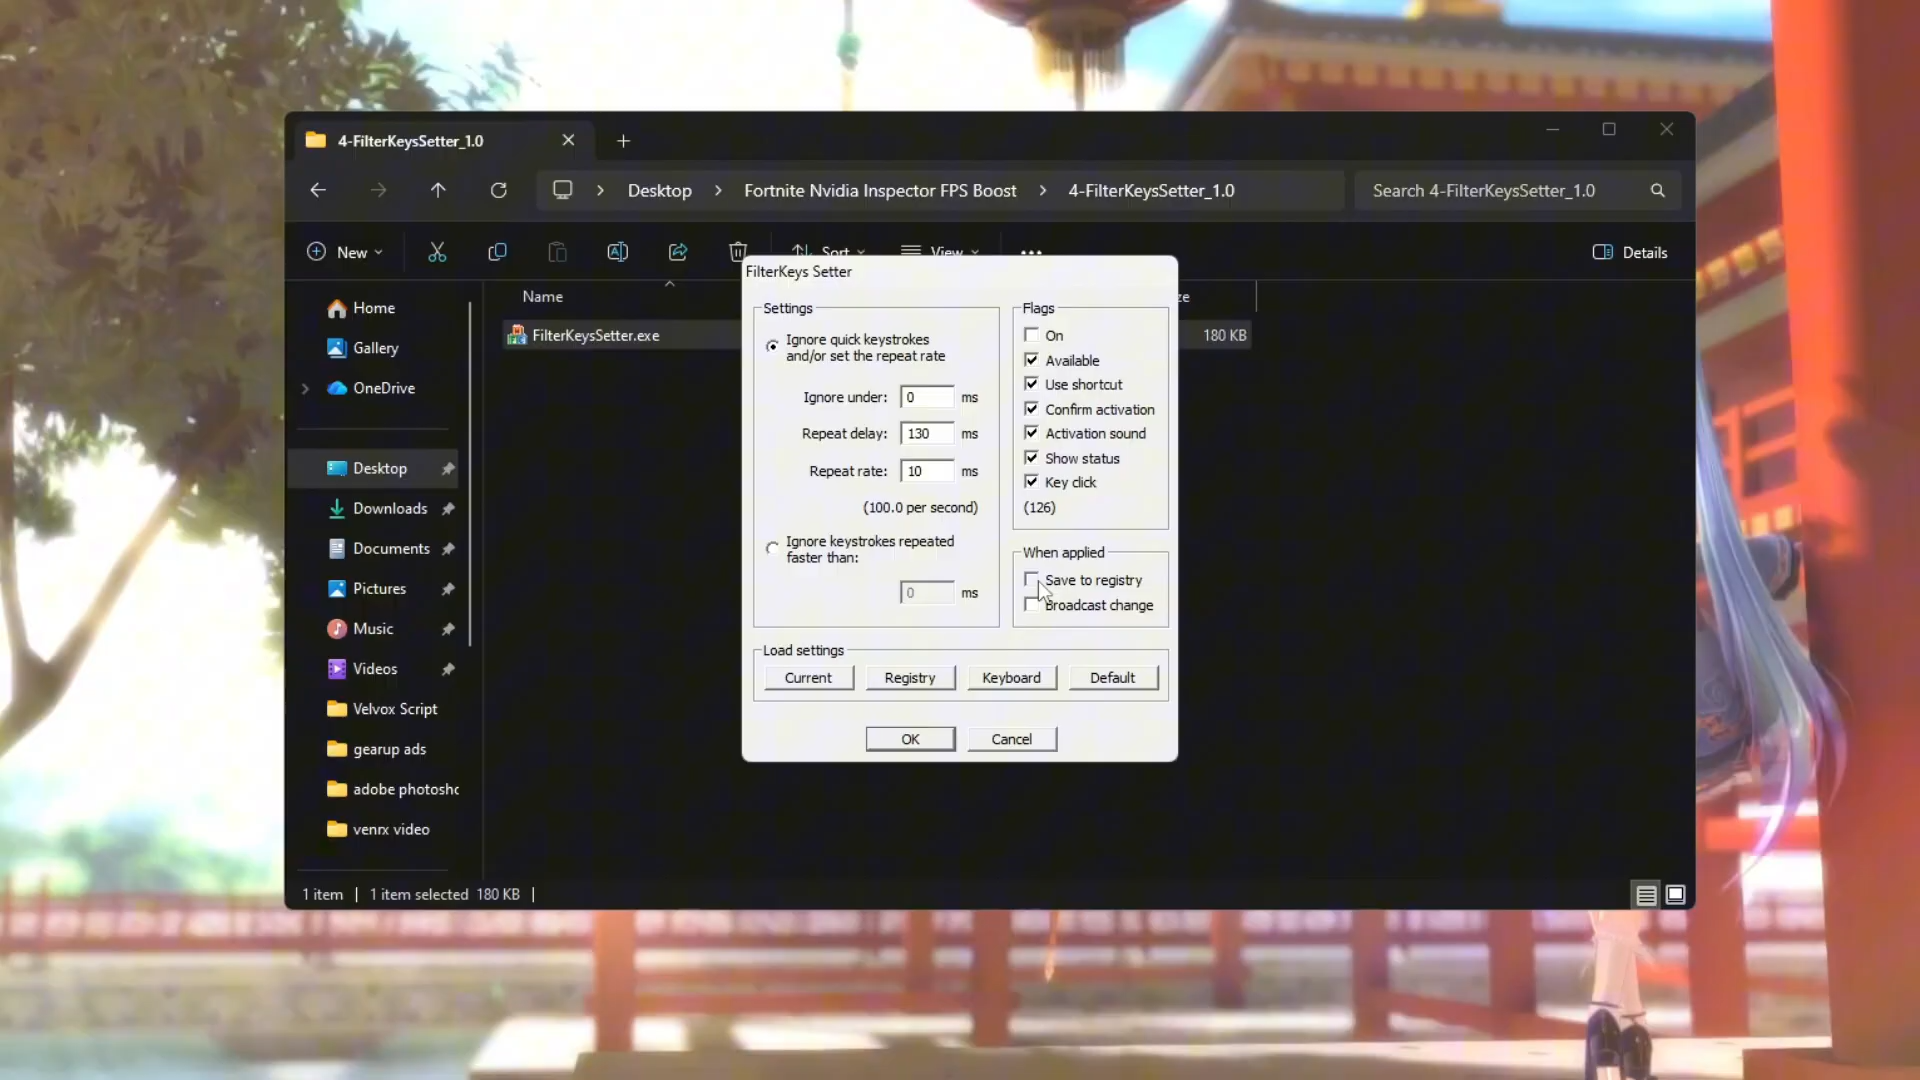 4-FilterKeysSetter_1.0
Desktop
Fortnite Nvidia Inspector FPS Boost
4-FilterKeysSetter_1.0
Search 4-FilterKeysSetter_1.0
New
Sort
View
Details
Home
Gallery
OneDrive
Desktop
Downloads
Documents
Pictures
Music
Videos
Velvox Script
gearup ads
adobe photosho
venrx video
Name
ze
FilterKeysSetter.exe
180 KB
FilterKeys Setter
Settings
Ignore quick keystrokes
and/or set the repeat rate
Ignore under: 0 ms
Repeat delay: 130 ms
Repeat rate: 10 ms
(100.0 per second)
Ignore keystrokes repeated
faster than:
0 ms
Flags
On
Available
Use shortcut
Confirm activation
Activation sound
Show status
Key click
(126)
When applied
Save to registry
Broadcast change
Load settings
Current
Registry
Keyboard
Default
OK
Cancel
1 item
1 item selected 180 KB